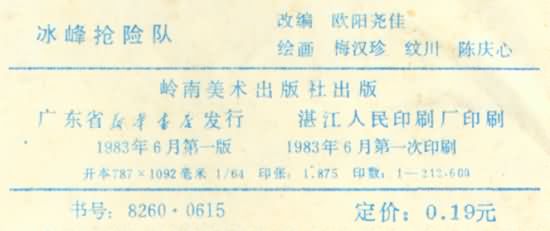 冰峰抢险队
改编 欧阳尧佳
绘画 梅汉珍 纹川 陈庆心
岭南美术出版社出版
广东省新华书店发行 湛江人民印刷厂印刷
1983年6月第一版 1983年6月第一次印刷
开本787×1092毫米 1/64 印张：1.875 印数：1—212,600
书号：8260·0615 定价：0.19元